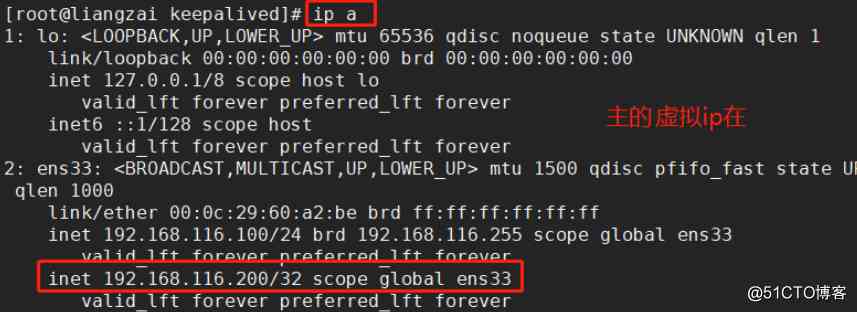 [root@liangzai keepalived]# ip a
1: lo: <LOOPBACK,UP,LOWER_UP> mtu 65536 qdisc noqueue state UNKNOWN qlen 1
link/loopback 00:00:00:00:00:00 brd 00:00:00:00:00:00
inet 127.0.0.1/8 scope host lo
valid_lft forever preferred_lft forever
inet6 ::1/128 scope host
主的虚拟ip在
valid_lft forever preferred_lft forever
2: ens33: <BROADCAST,MULTICAST,UP,LOWER_UP> mtu 1500 qdisc pfifo_fast state UP
qlen 1000
link/ether 00:0c:29:60:a2:be brd ff:ff:ff:ff:ff:ff
inet 192.168.116.100/24 brd 192.168.116.255 scope global ens33
valid_lft forever preferred_lft forever
inet 192.168.116.200/32 scope global ens33
valid_lft forever preferred_lft forever
@51CTO博客